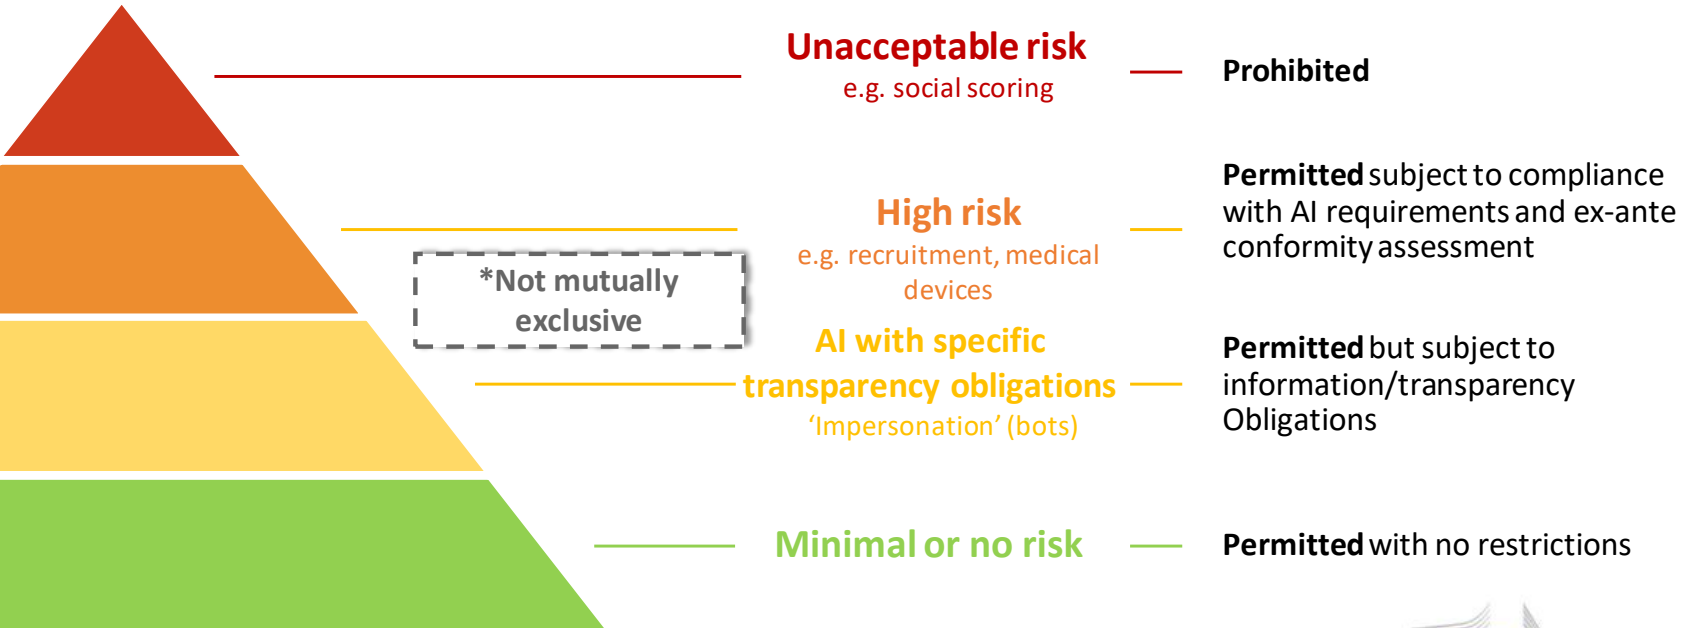 Unacceptable risk
e.g. social scoring
Prohibited
High risk
e.g. recruitment, medical
devices
Permitted subject to compliance
with AI requirements and ex-ante
conformity assessment
*Not mutually
exclusive
AI with specific
transparency obligations
‘Impersonation’ (bots)
Permitted but subject to
information/transparency
Obligations
Minimal or no risk
Permitted with no restrictions